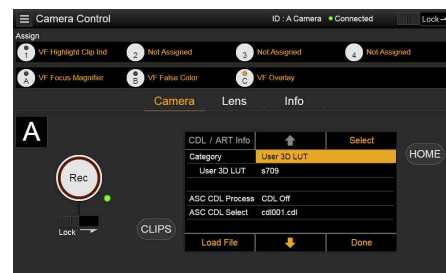 Camera Control ID : A Camera Connected Lock
Assign
1 VF Highlight Clip Ind 2 Not Assigned 3 Not Assigned 4 Not Assigned
A VF Focus Magnifier B VF False Color C VF Overlay
Camera Lens Info
A
CDL / ART Info Select
Category User 3D LUT
User 3D LUT s709
HOME
Rec
ASC CDL Process CDL Off
ASC CDL Select cdl001.cdl
Lock
CLIPS
Load File Done